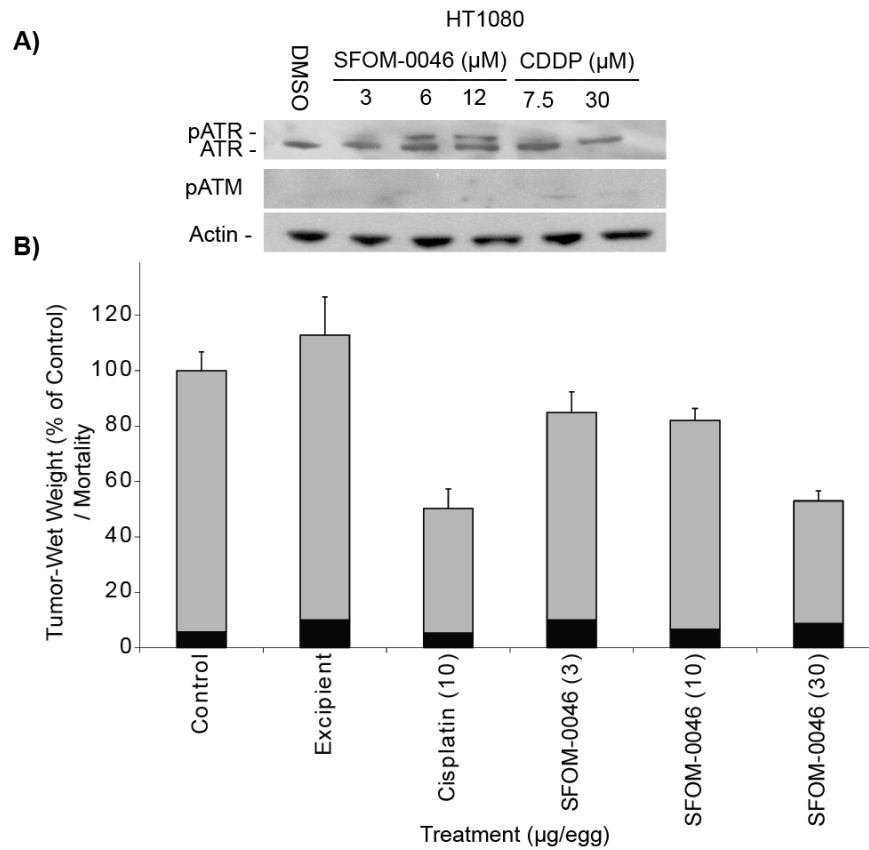 HT1080
A)
DMSO
SFOM-0046 (µM)
CDDP (µM)
3 6 12 7.5 30
pATR -
ATR -
pATM
Actin -
B)
Tumor-Wet Weight (% of Control)
/ Mortality
120
100
80
60
40
20
0
Control
Excipient
Cisplatin (10)
SFOM-0046 (3)
SFOM-0046 (10)
SFOM-0046 (30)
Treatment (µg/egg)